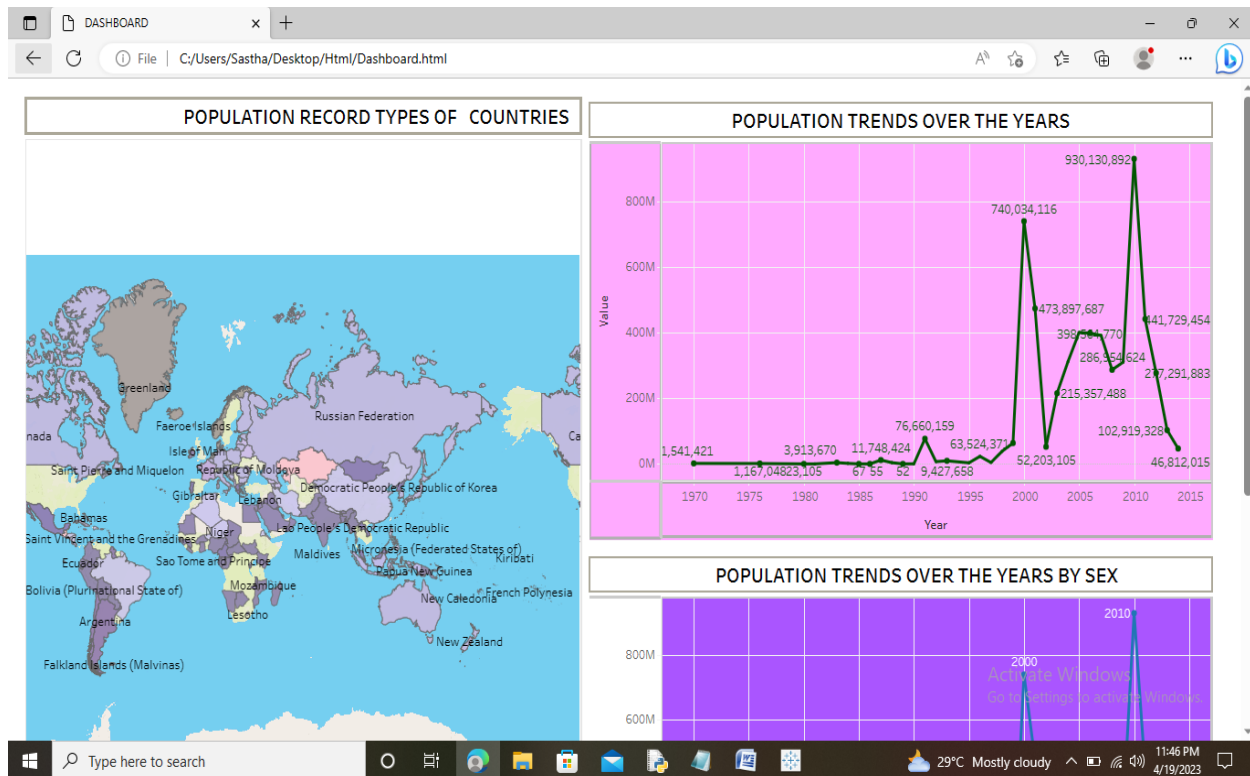 DASHBOARD
File | C:/Users/Sastha/Desktop/Html/Dashboard.html
POPULATION RECORD TYPES OF COUNTRIES
Greenland
Russian Federation
Faeroe Islands
nada
Ca
Isle of Man
Saint Pierre and Miquelon
Republic of Moldova
Democratic People's Republic of Korea
Gibraltar
Lebanon
Bahamas
Lao People's Democratic Republic
Saint Vincent and the Grenadines
Niger
Micronesia (Federated States of)
Maldives
Kiribati
Ecuador
Sao Tome and Principe
Papua New Guinea
Mozambique
Bolivia (Plurinational State of)
French Polynesia
New Caledonia
Argentina
Lesotho
New Zealand
Falkland Islands (Malvinas)
POPULATION TRENDS OVER THE YEARS
930,130,892
800M
740,034,116
600M
Value
473,897,687
441,729,454
400M
286,954,624
277,291,883
215,357,488
200M
102,919,328
76,660,159
63,524,371
1,541,421
3,913,670
11,748,424
0M
52,203,105
46,812,015
67 55
52
9,427,658
1970 1975 1980 1985 1990 1995 2000 2005 2010 2015
Year
POPULATION TRENDS OVER THE YEARS BY SEX
2010
800M
2000
Activate Windows
Go to Settings to activate Windows.
600M
Type here to search
29°C Mostly cloudy
11:46 PM
4/19/2023